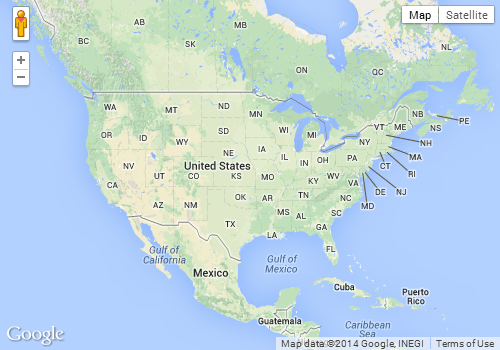 Map
Satellite
+
−
AB
MB
BC
SK
NL
ON
QC
WA
MT
ND
MN
NB
PE
VT
ME
NS
OR
ID
SD
WI
MI
NY
NH
WY
NE
IA
PA
MA
NV
UT
United States
IL
IN
OH
CT
RI
CA
CO
KS
MO
KY
WV
VA
NJ
DE
MD
AZ
NM
OK
AR
TN
NC
SC
TX
MS
AL
GA
LA
FL
Gulf of
California
Gulf of
Mexico
Mexico
Cuba
Puerto
Rico
Guatemala
Caribbean
Sea
Google
Map data ©2014 Google, INEGI
Terms of Use